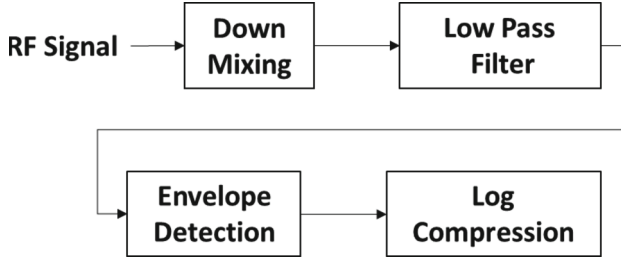 RF Signal
Down
Mixing
Low Pass
Filter
Envelope
Detection
Log
Compression